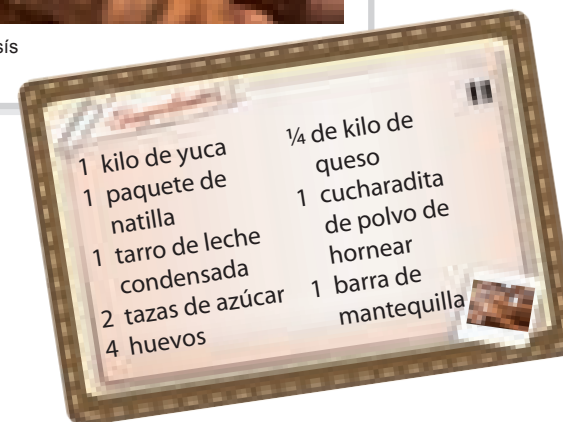 sís
1 kilo de yuca
1 paquete de
natilla
1 tarro de leche
condensada
2 tazas de azúcar
4 huevos
¼ de kilo de
queso
1 cucharadita
de polvo de
hornear
1 barra de
mantequilla